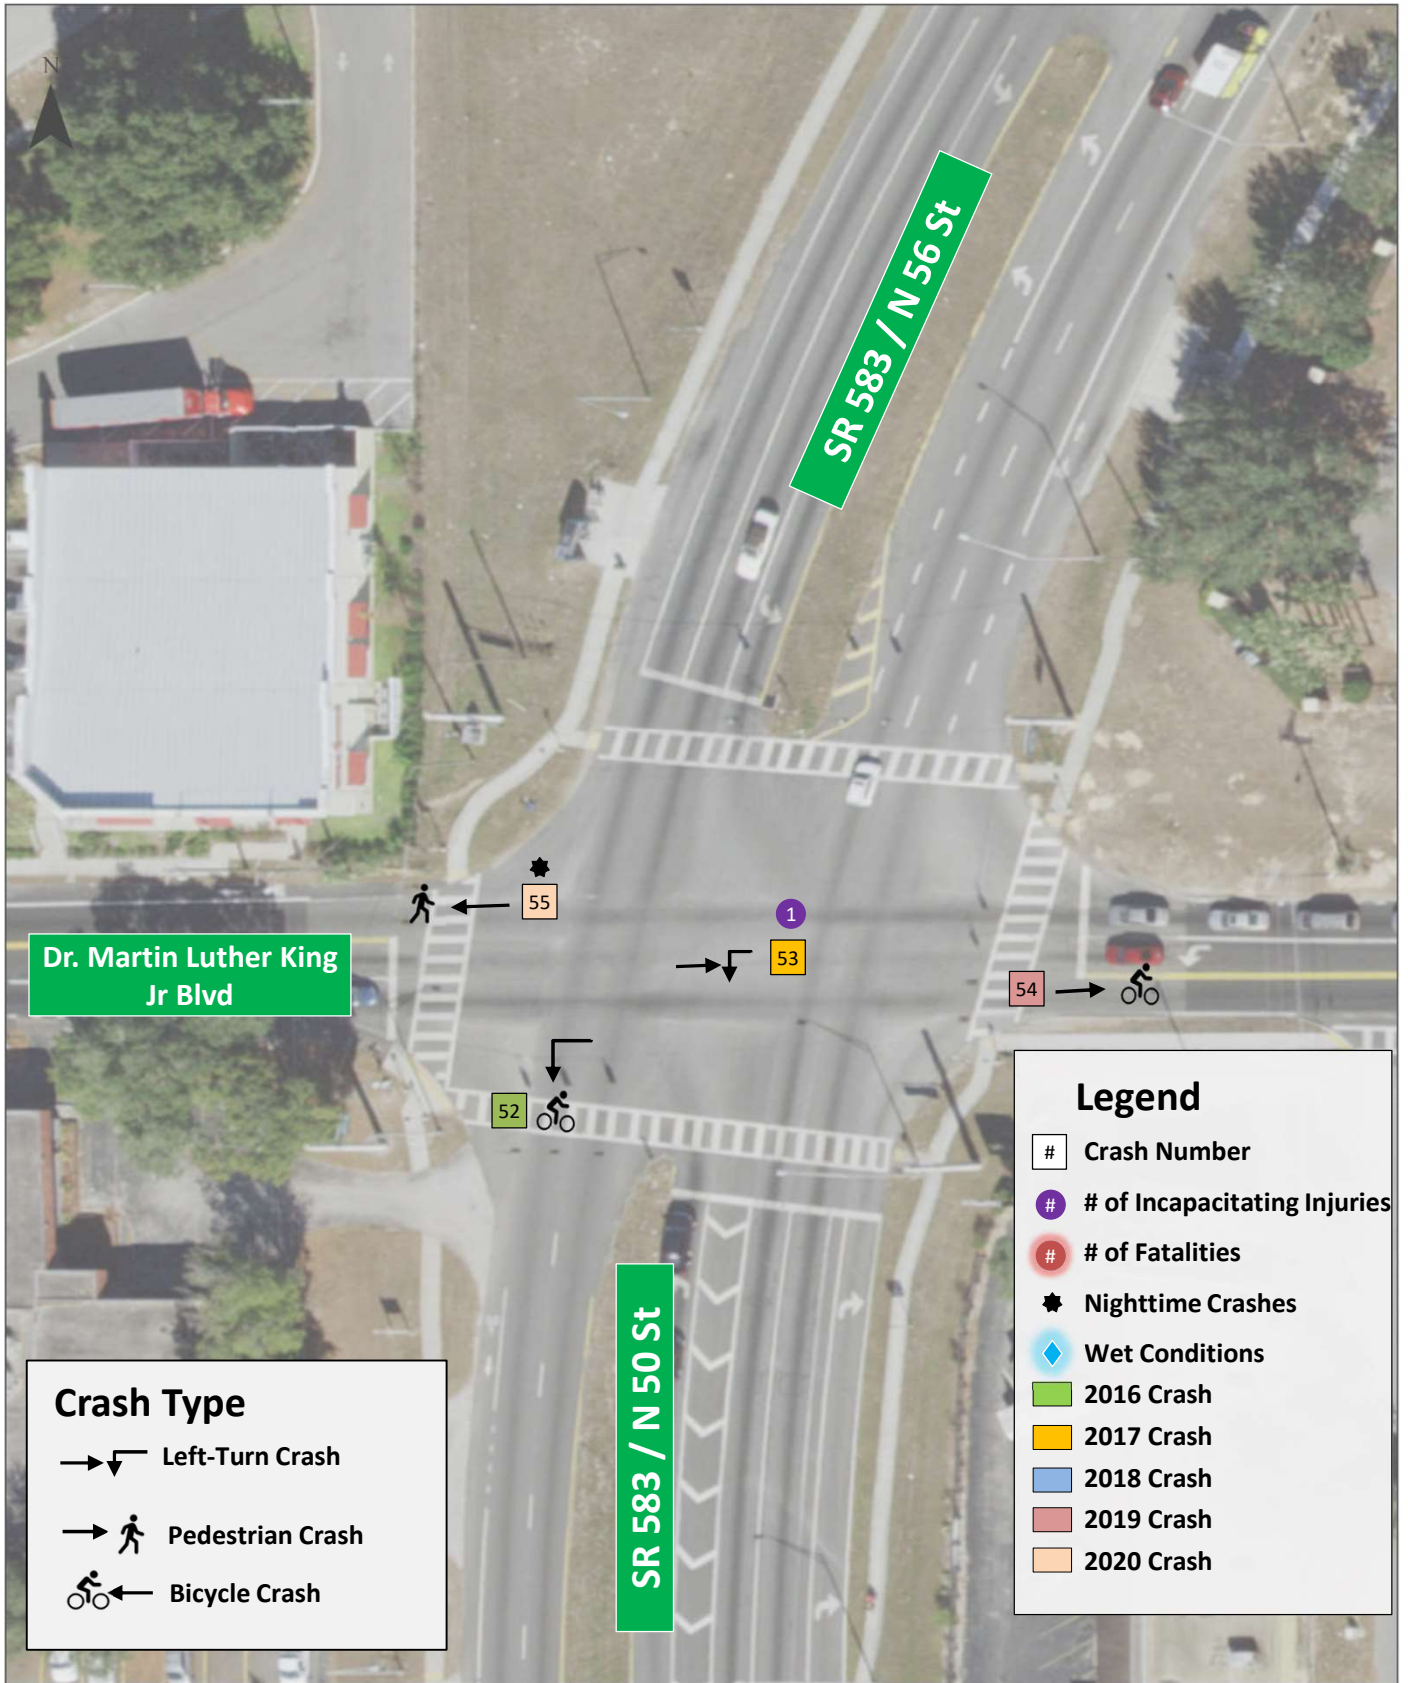 N
SR 583 / N 56 St
55
1
53
Dr. Martin Luther King
Jr Blvd
54
52
SR 583 / N 50 St
Legend
# Crash Number
# # of Incapacitating Injuries
# # of Fatalities
Nighttime Crashes
Wet Conditions
2016 Crash
2017 Crash
2018 Crash
2019 Crash
2020 Crash
Crash Type
Left-Turn Crash
Pedestrian Crash
Bicycle Crash